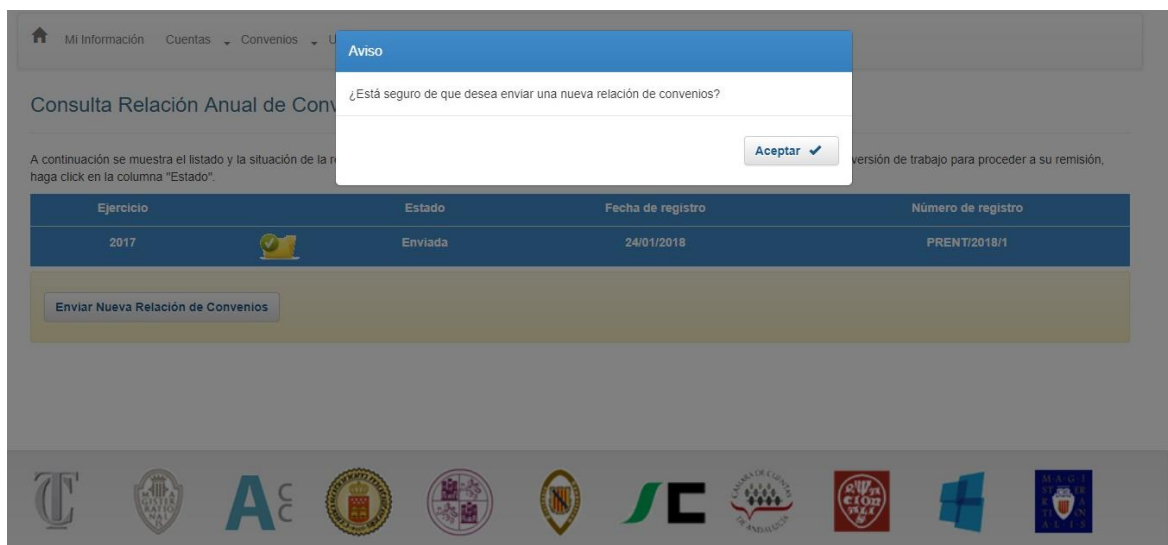 Mi Información Cuentas Convenios U
Aviso
¿Está seguro de que desea enviar una nueva relación de convenios?
Aceptar
Consulta Relación Anual de Conv
A continuación se muestra el listado y la situación de la r versión de trabajo para proceder a su remisión,
haga click en la columna "Estado".
Ejercicio Estado Fecha de registro Número de registro
2017 Enviada 24/01/2018 PRENT/2018/1
Enviar Nueva Relación de Convenios